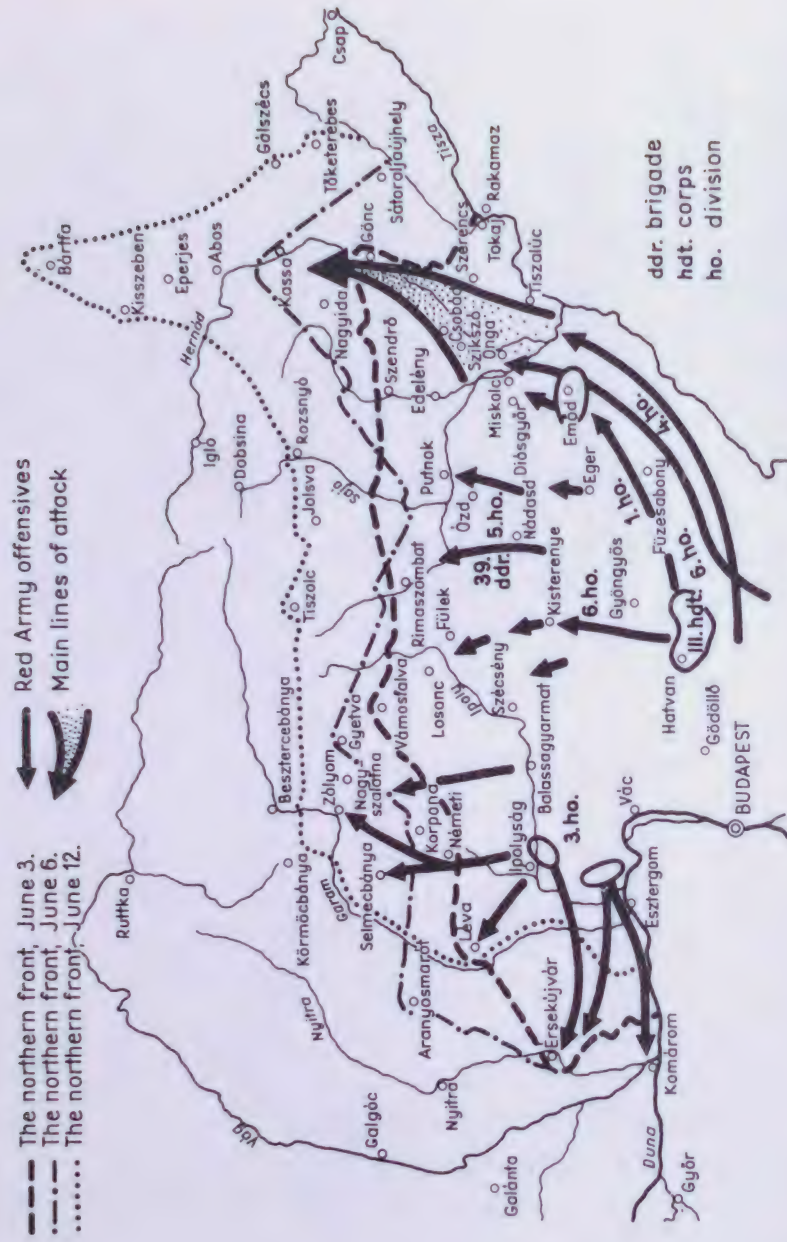 The northern front, June 3.
The northern front, June 6.
The northern front, June 12.
Red Army offensives
Main lines of attack
Ruttka
Bártfa
Kisszeben
Eperjes
Abos
Gálszécs
Tőketerebes
Csap
Hernád
Igló
Dobsina
Rozsnyó
Jolsva
Sajó
Kassa
Nagyida
Gönc
Sátoraljaújhely
Tisza
Vág
Nyitra
Galgóc
Körmöcbánya
Besztercebánya
Garam
Selmecbánya
Zólyom
Gyetva
Nagy-
szalatna
Vámosfalva
Tiszolc
Rimaszombat
Fülek
Losonc
Ipoly
Korpona
Németi
Léva
Aranyosmarót
Nyitra
Galánta
Érsekújvár
Ipolyság
Balassagyarmat
Szécsény
Kisterenye
39.
ddr.
5. ho.
Putnok
Ózd
Nádasd
Diósgyőr
Miskolc
Edelény
Szendrő
Csobád
Szikszó
Onga
Szerencs
Tokaj
Rakamaz
Tiszalúc
Emőd
Eger
1. ho.
4. ho.
Füzesabony
Gyöngyös
6. ho.
III. hdt. 6. ho.
Hatvan
Gödöllő
3. ho.
Vác
BUDAPEST
Esztergom
Komárom
Duna
Győr
ddr. brigade
hdt. corps
ho. division